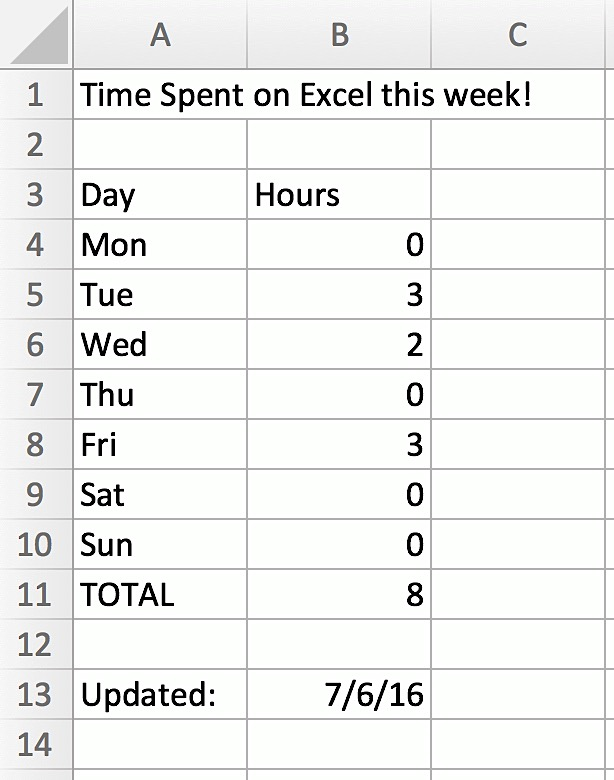 A B C
1 Time Spent on Excel this week!
2
3 Day Hours
4 Mon 0
5 Tue 3
6 Wed 2
7 Thu 0
8 Fri 3
9 Sat 0
10 Sun 0
11 TOTAL 8
12
13 Updated: 7/6/16
14